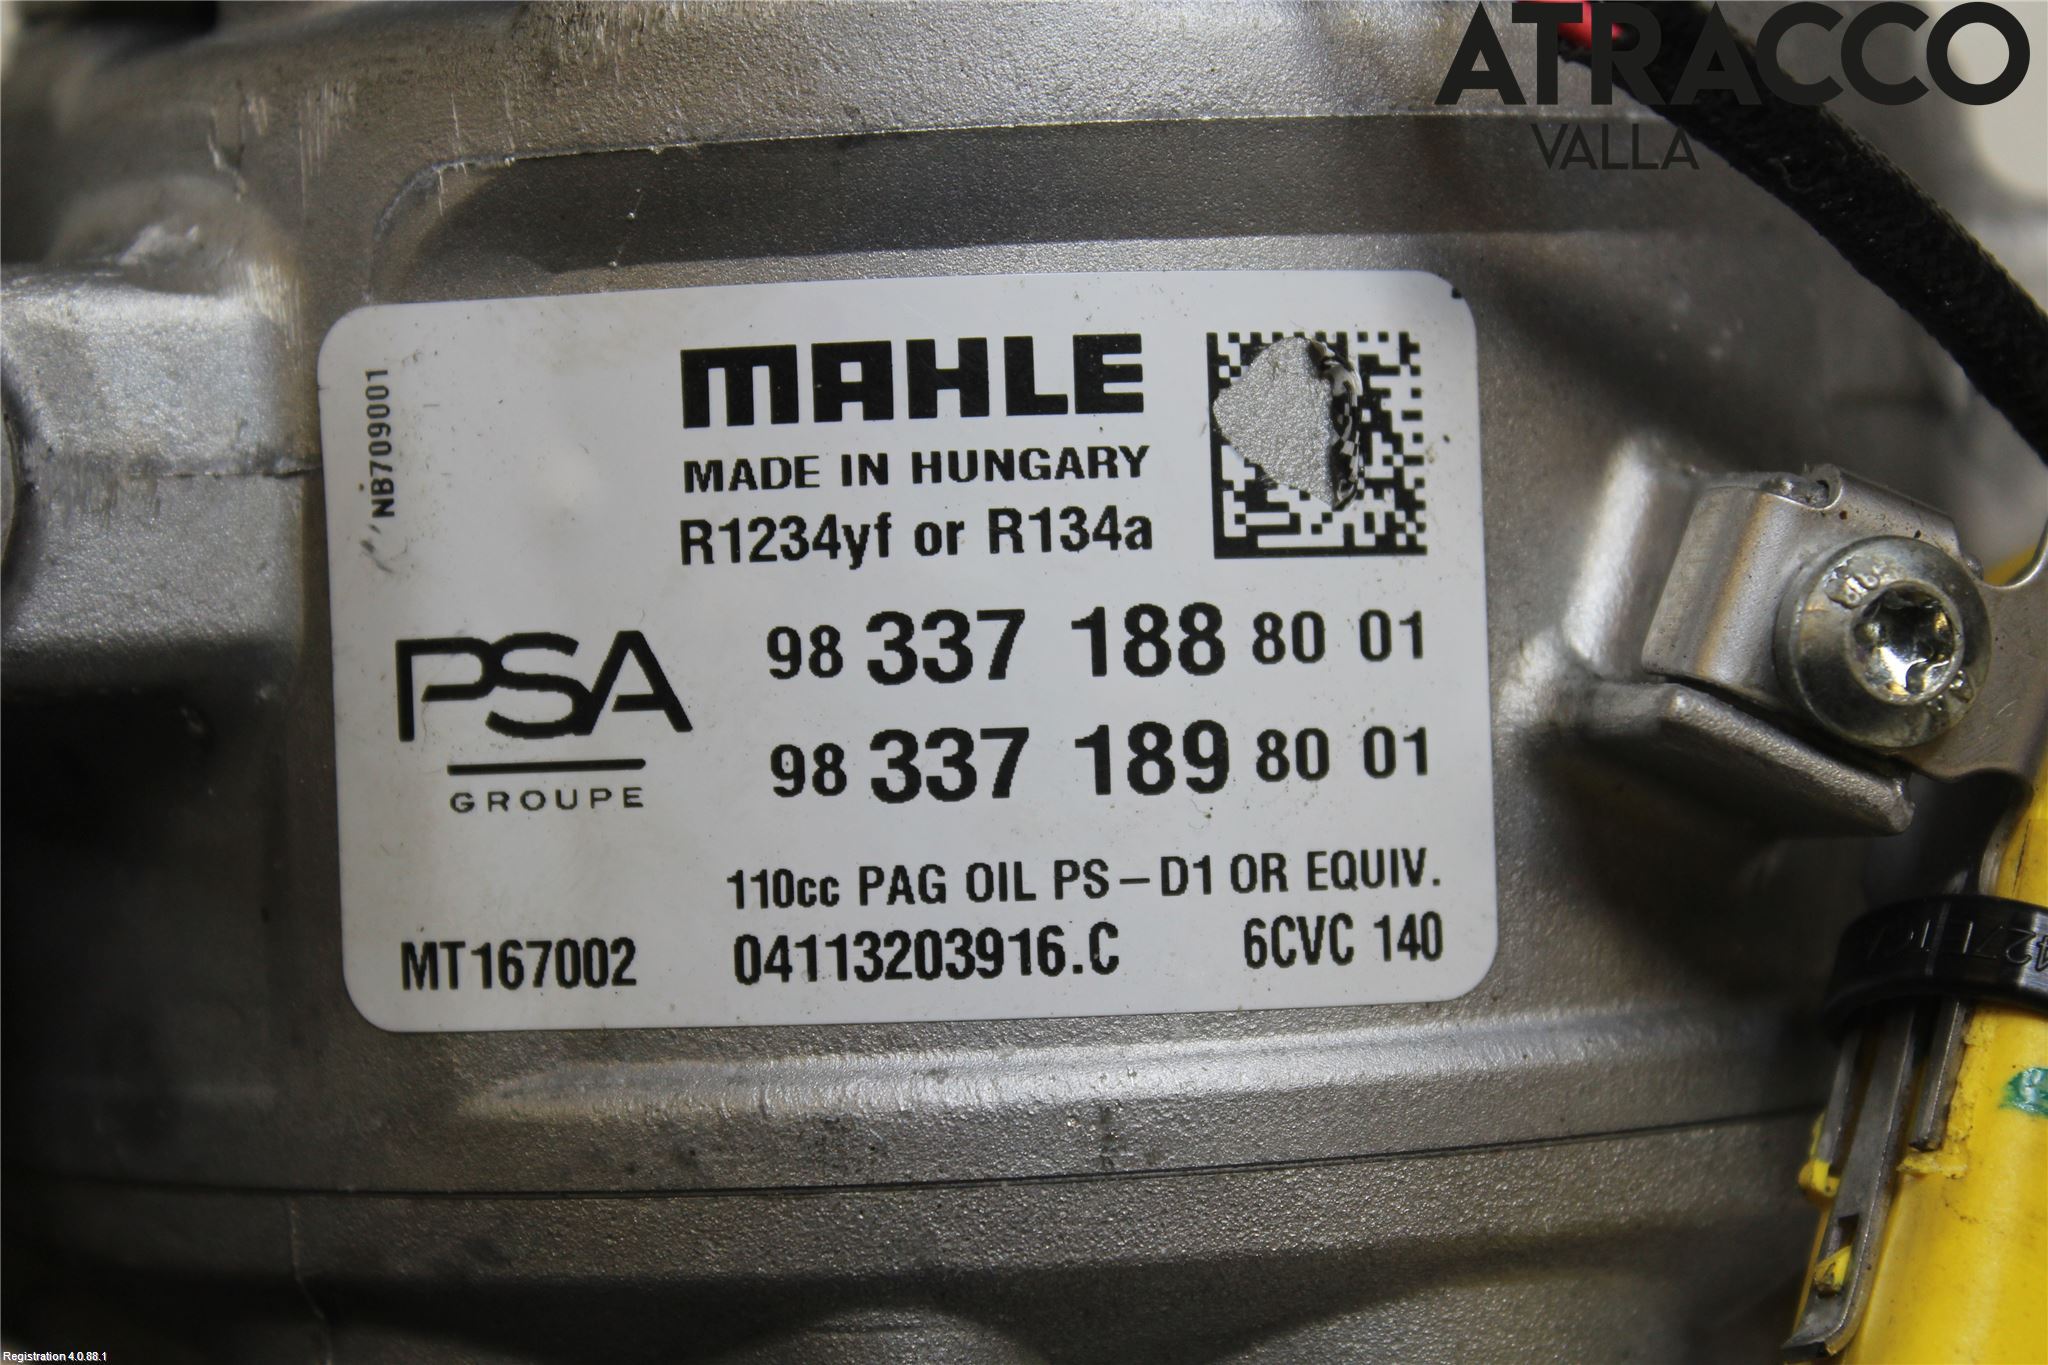 ATRACCO
VALLA
NB709001
MAHLE
MADE IN HUNGARY
R1234yf or R134a
98 337 188 80 01
PSA
GROUPE
98 337 189 80 01
110cc PAG OIL PS-D1 OR EQUIV.
MT167002 04113203916.C 6CVC 140
Registration 4.0.88.1